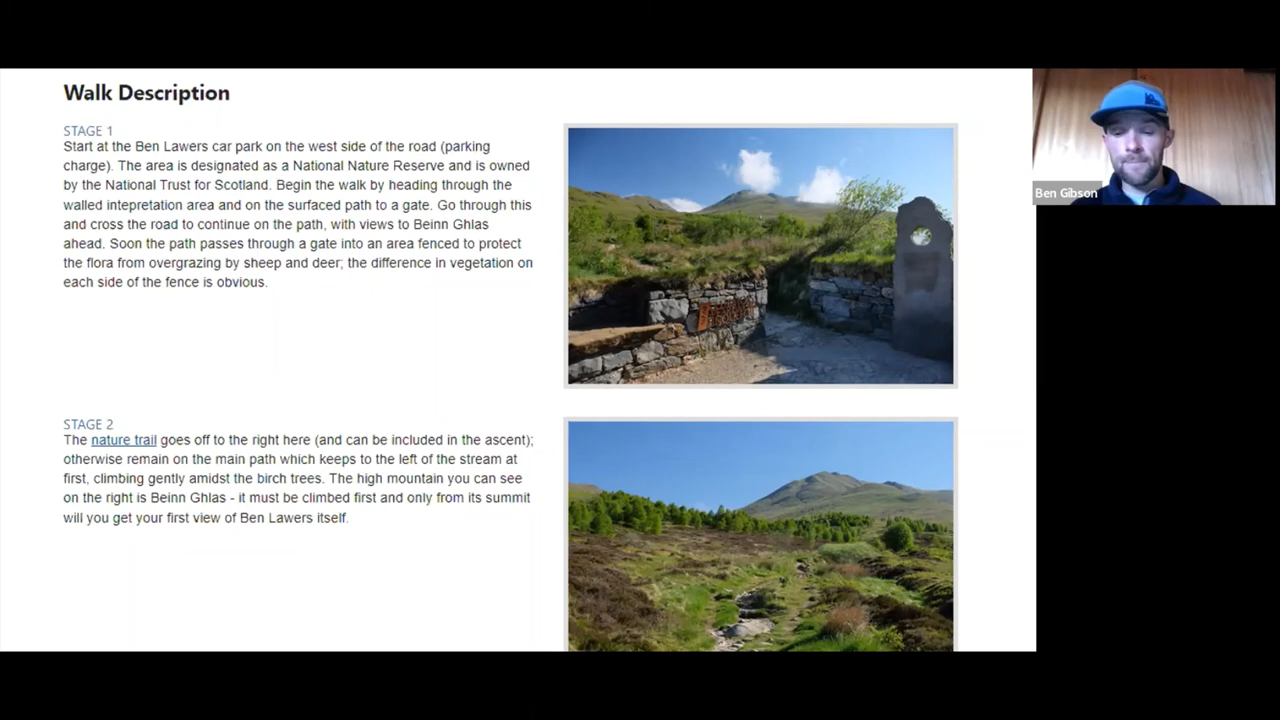 Walk Description
STAGE 1
Start at the Ben Lawers car park on the west side of the road (parking
charge). The area is designated as a National Nature Reserve and is owned
by the National Trust for Scotland. Begin the walk by heading through the
walled intepretation area and on the surfaced path to a gate. Go through this
and cross the road to continue on the path, with views to Beinn Ghlas
ahead. Soon the path passes through a gate into an area fenced to protect
the flora from overgrazing by sheep and deer; the difference in vegetation on
each side of the fence is obvious.
STAGE 2
The nature trail goes off to the right here (and can be included in the ascent);
otherwise remain on the main path which keeps to the left of the stream at
first, climbing gently amidst the birch trees. The high mountain you can see
on the right is Beinn Ghlas - it must be climbed first and only from its summit
will you get your first view of Ben Lawers itself.
Ben Gibson